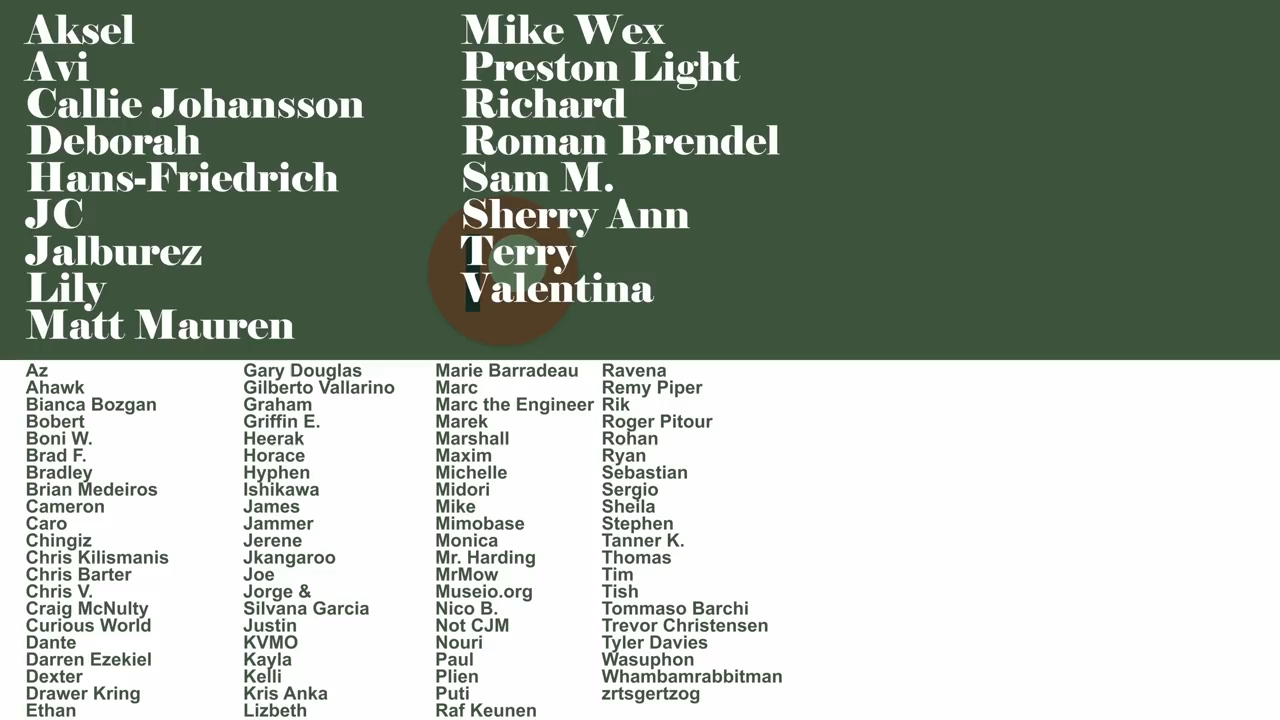 Aksel
Avi
Callie Johansson
Deborah
Hans-Friedrich
JC
Jalburez
Lily
Matt Mauren
Mike Wex
Preston Light
Richard
Roman Brendel
Sam M.
Sherry Ann
Terry
Valentina
Az
Ahawk
Bianca Bozgan
Bobert
Boni W.
Brad F.
Bradley
Brian Medeiros
Cameron
Caro
Chingiz
Chris Kilismanis
Chris Barter
Chris V.
Craig McNulty
Curious World
Dante
Darren Ezekiel
Dexter
Drawer Kring
Ethan
Gary Douglas
Gilberto Vallarino
Graham
Griffin E.
Heerak
Horace
Hyphen
Ishikawa
James
Jammer
Jerene
Jkangaroo
Joe
Jorge &
Silvana Garcia
Justin
KVMO
Kayla
Kelli
Kris Anka
Lizbeth
Marie Barradeau
Marc
Marc the Engineer
Marek
Marshall
Maxim
Michelle
Midori
Mike
Mimobase
Monica
Mr. Harding
MrMow
Museio.org
Nico B.
Not CJM
Nouri
Paul
Plien
Puti
Raf Keunen
Ravena
Remy Piper
Rik
Roger Pitour
Rohan
Ryan
Sebastian
Sergio
Sheila
Stephen
Tanner K.
Thomas
Tim
Tish
Tommaso Barchi
Trevor Christensen
Tyler Davies
Wasuphon
Whambamrabbitman
zrtsgertzog